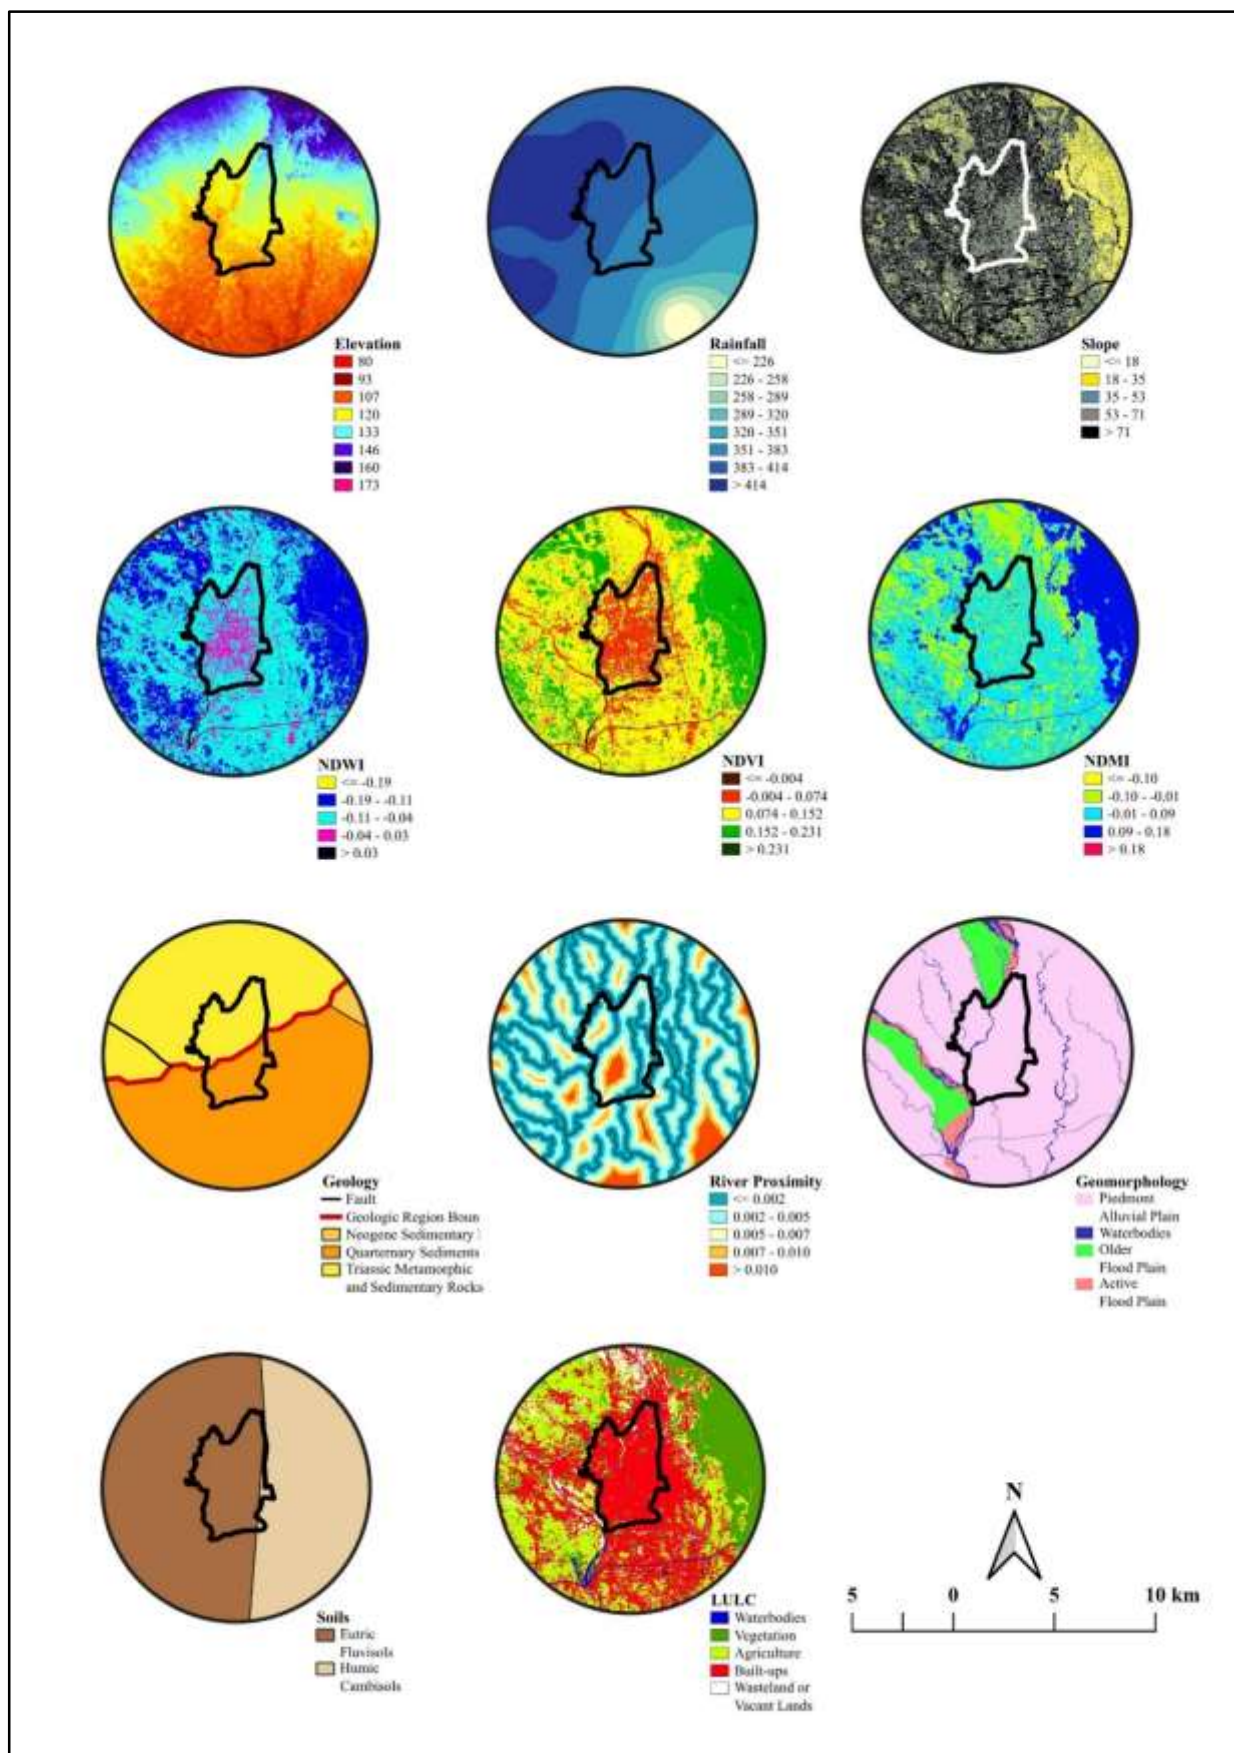 Elevation
80
93
107
120
133
146
160
173
Rainfall
<= 226
226 - 258
258 - 289
289 - 320
320 - 351
351 - 383
383 - 414
> 414
Slope
<= 18
18 - 35
35 - 53
53 - 71
> 71
NDWI
<= -0.19
-0.19 - -0.11
-0.11 - -0.04
-0.04 - 0.03
> 0.03
NDVI
<= -0.004
-0.004 - 0.074
0.074 - 0.152
0.152 - 0.231
> 0.231
NDMI
<= -0.10
-0.10 - -0.01
-0.01 - 0.09
0.09 - 0.18
> 0.18
Geology
Fault
Geologic Region Boun
Neogene Sedimentary
Quarternary Sediments
Triassic Metamorphic
and Sedimentary Rocks
River Proximity
<= 0.002
0.002 - 0.005
0.005 - 0.007
0.007 - 0.010
> 0.010
Geomorphology
Piedmont
Alluvial Plain
Waterbodies
Older
Flood Plain
Active
Flood Plain
Soils
Eutric
Fluvisols
Humic
Cambisols
LULC
Waterbodies
Vegetation
Agriculture
Built-ups
Wasteland or
Vacant Lands
N
5 0 5 10 km